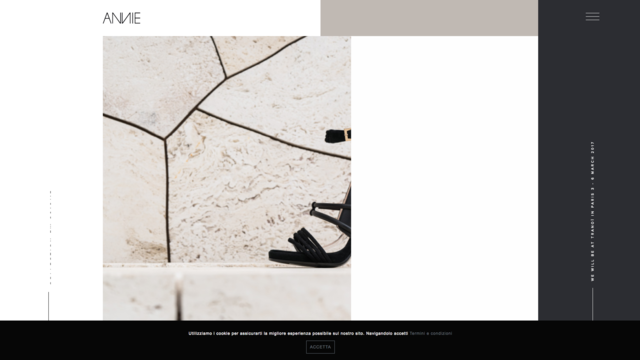 ANNIE
WE WILL BE AT TRANOÏ IN PARIS 3 - 6 MARCH 2017
Utilizziamo i cookie per assicurarti la migliore esperienza possibile sul nostro sito. Navigandolo accetti Termini e condizioni
ACCETTA